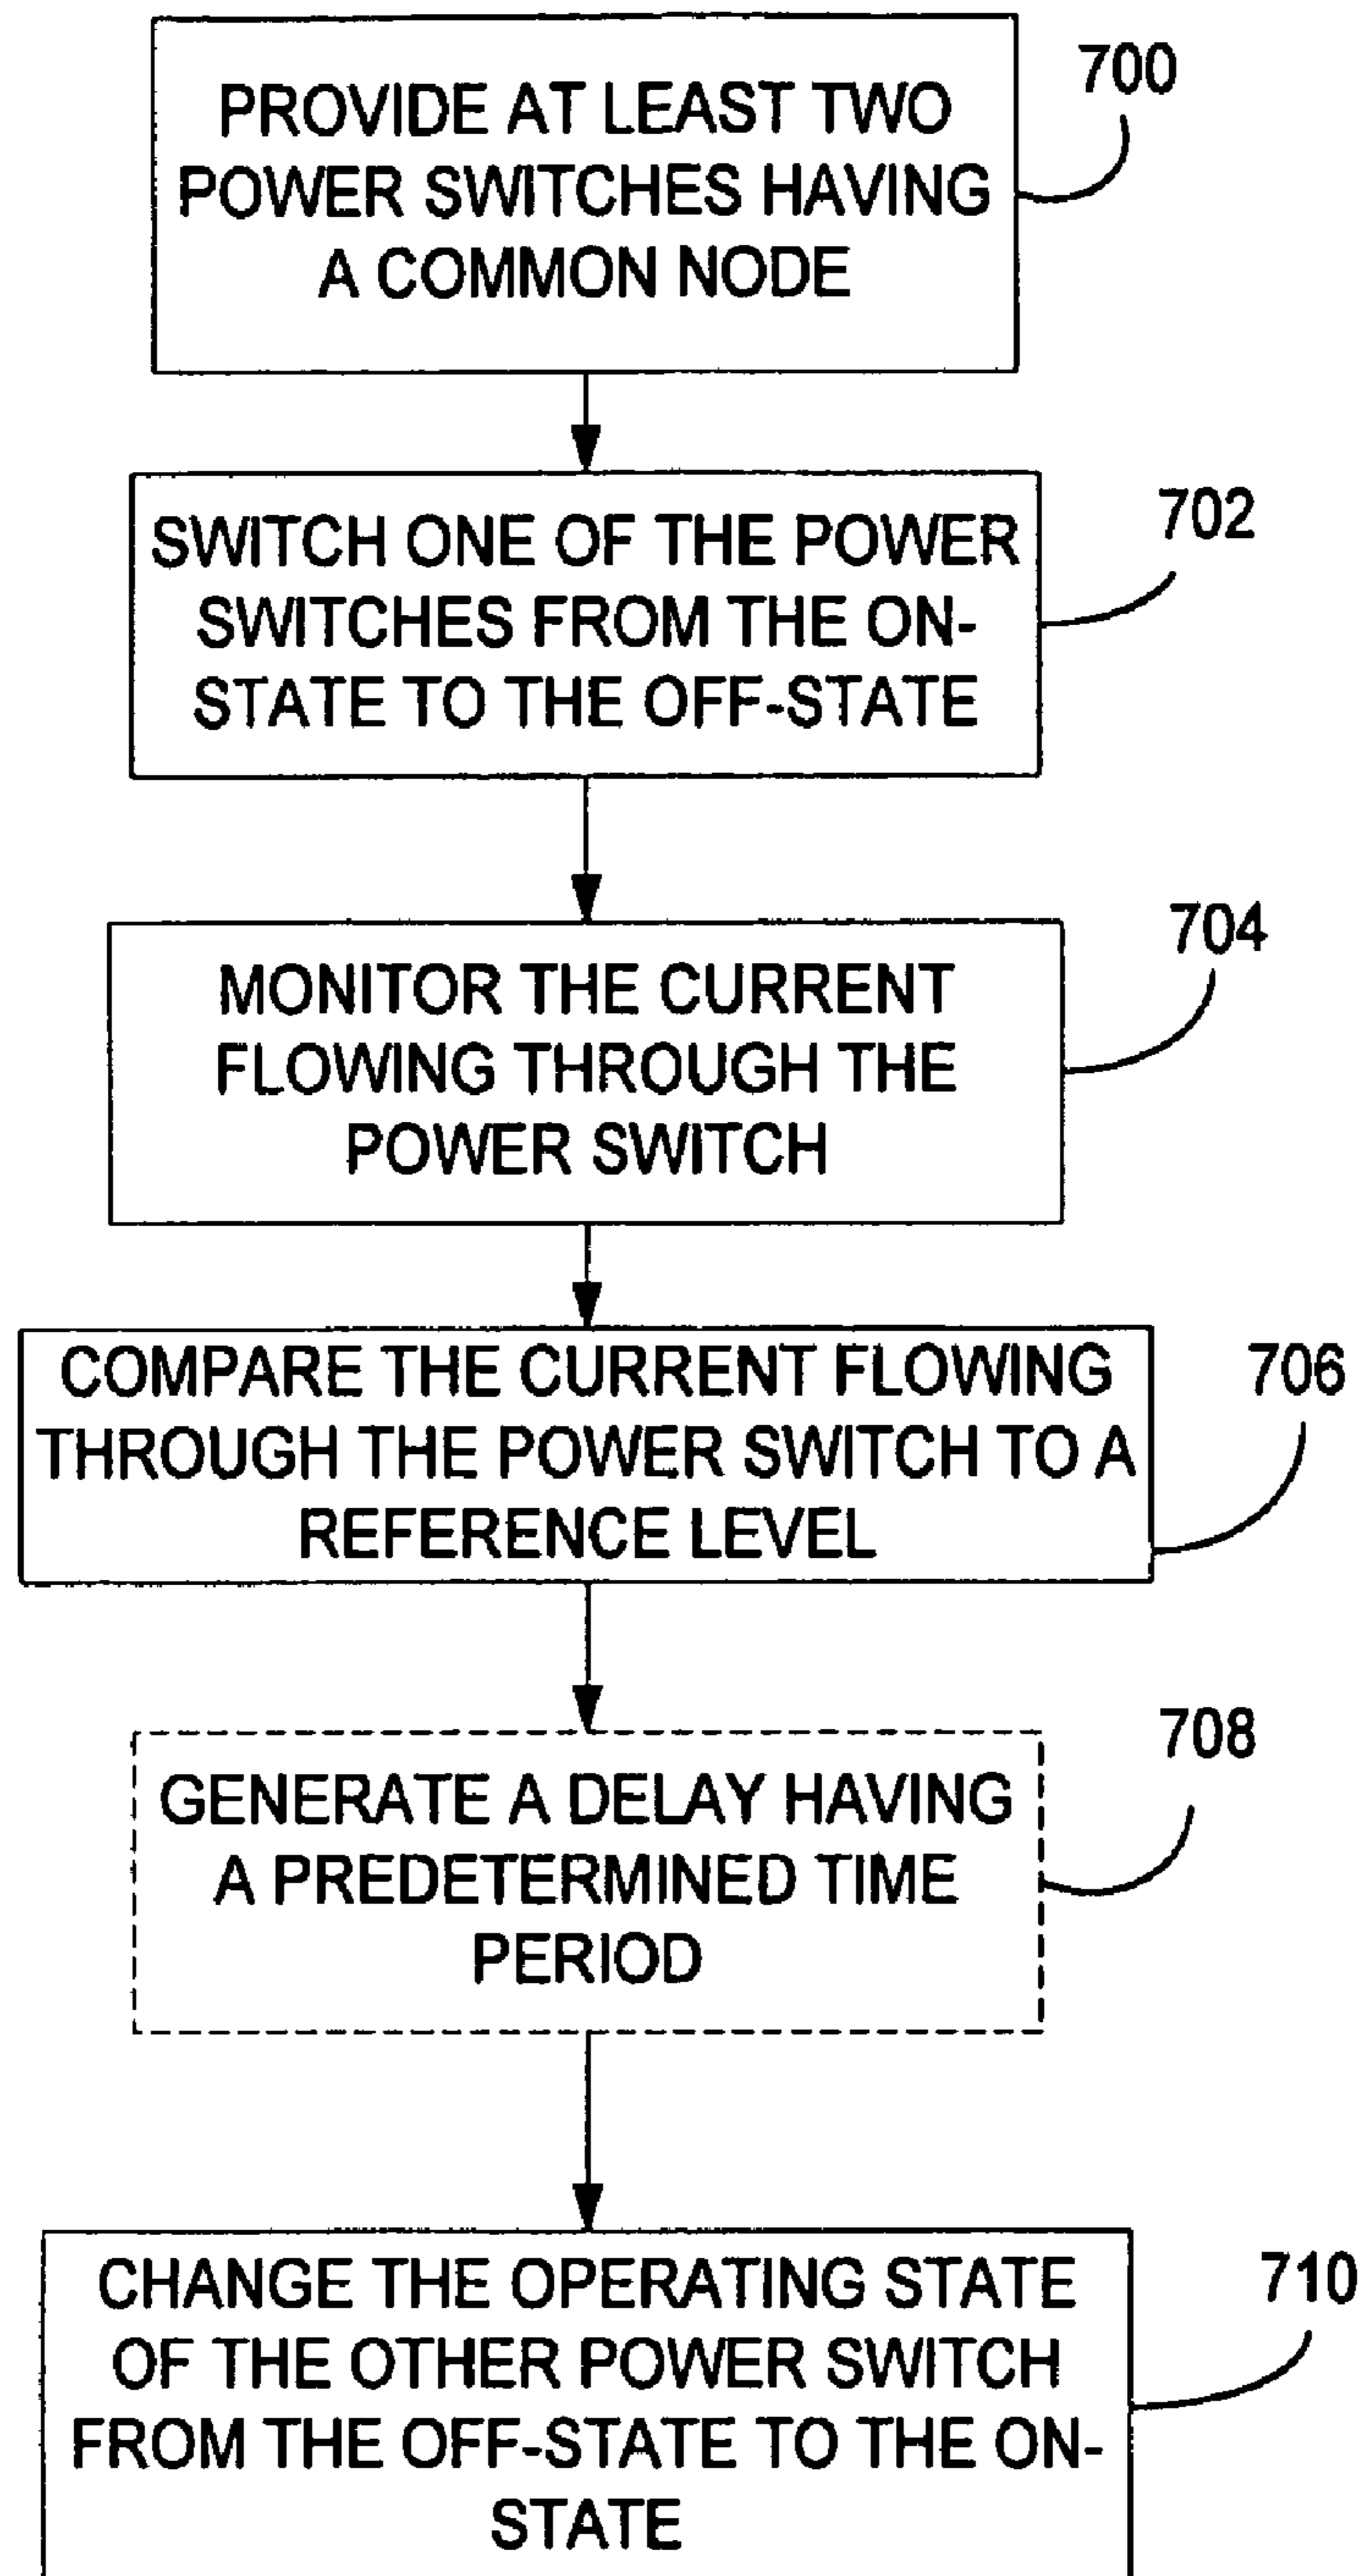 PROVIDE AT LEAST TWO
POWER SWITCHES HAVING
A COMMON NODE
700
SWITCH ONE OF THE POWER
SWITCHES FROM THE ON-
STATE TO THE OFF-STATE
702
MONITOR THE CURRENT
FLOWING THROUGH THE
POWER SWITCH
704
COMPARE THE CURRENT FLOWING
THROUGH THE POWER SWITCH TO A
REFERENCE LEVEL
706
GENERATE A DELAY HAVING
A PREDETERMINED TIME
PERIOD
708
CHANGE THE OPERATING STATE
OF THE OTHER POWER SWITCH
FROM THE OFF-STATE TO THE ON-
STATE
710